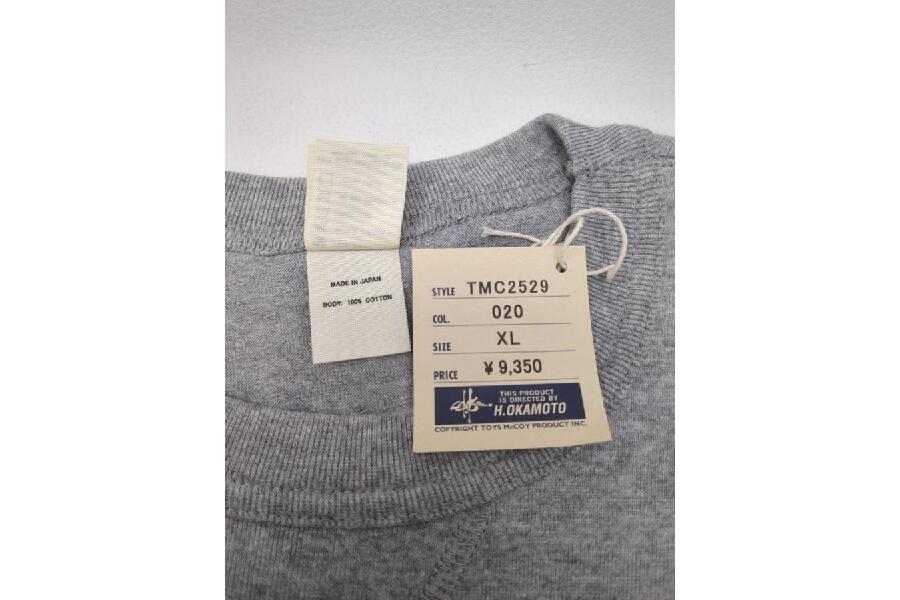 MADE IN JAPAN
BODY: 100% COTTON
STYLE TMC2529
COL. 020
SIZE XL
PRICE ¥9,350
THIS PRODUCT
IS DIRECTED BY
H.OKAMOTO
COPYRIGHT TOYS McCOY PRODUCT INC.